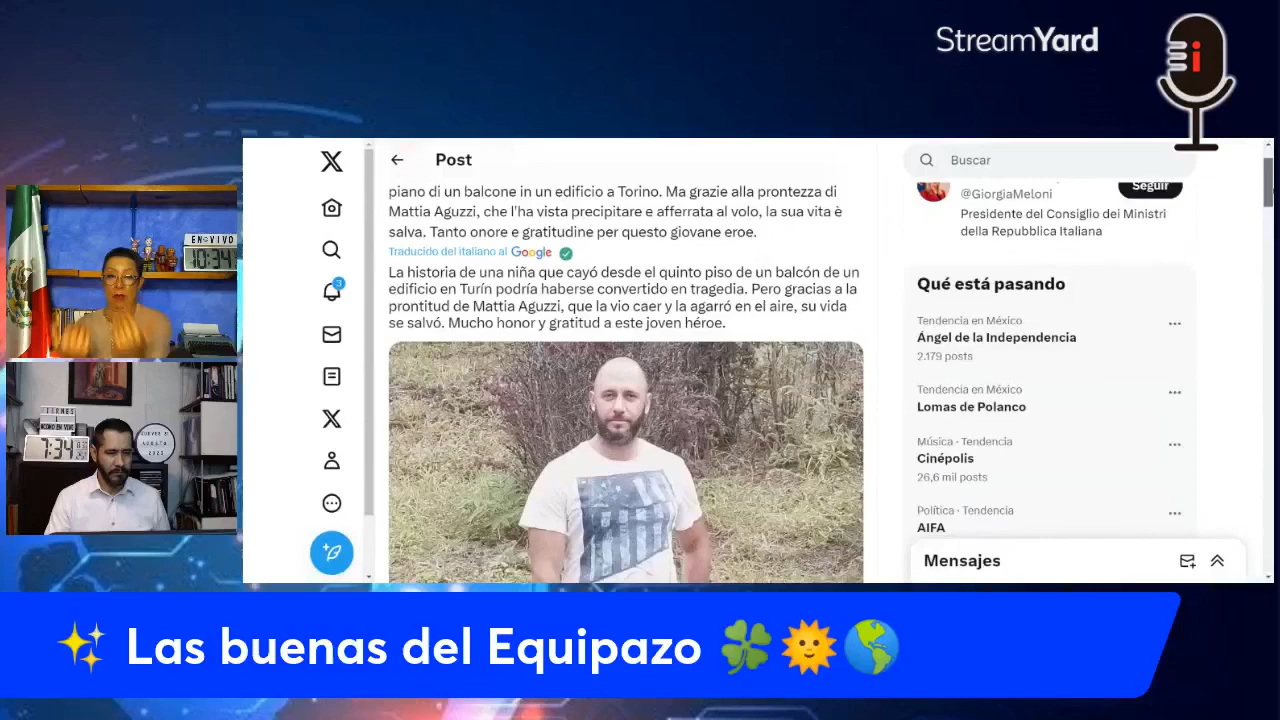 StreamYard
i
Post
piano di un balcone in un edificio a Torino. Ma grazie alla prontezza di
Mattia Aguzzi, che l'ha vista precipitare e afferrata al volo, la sua vita è
salva. Tanto onore e gratitudine per questo giovane eroe.
Traducido del italiano al Google
La historia de una niña que cayó desde el quinto piso de un balcón de un
edificio en Turín podría haberse convertido en tragedia. Pero gracias a la
prontitud de Mattia Aguzzi, que la vio caer y la agarró en el aire, su vida
se salvó. Mucho honor y gratitud a este joven héroe.
3
Buscar
@GiorgiaMeloni
Seguir
Presidente del Consiglio dei Ministri
della Repubblica Italiana
Qué está pasando
Tendencia en México
Ángel de la Independencia
2.179 posts
Tendencia en México
Lomas de Polanco
Música · Tendencia
Cinépolis
26,6 mil posts
Política · Tendencia
AIFA
Mensajes
EN VIVO
10:34
7:34
Las buenas del Equipazo